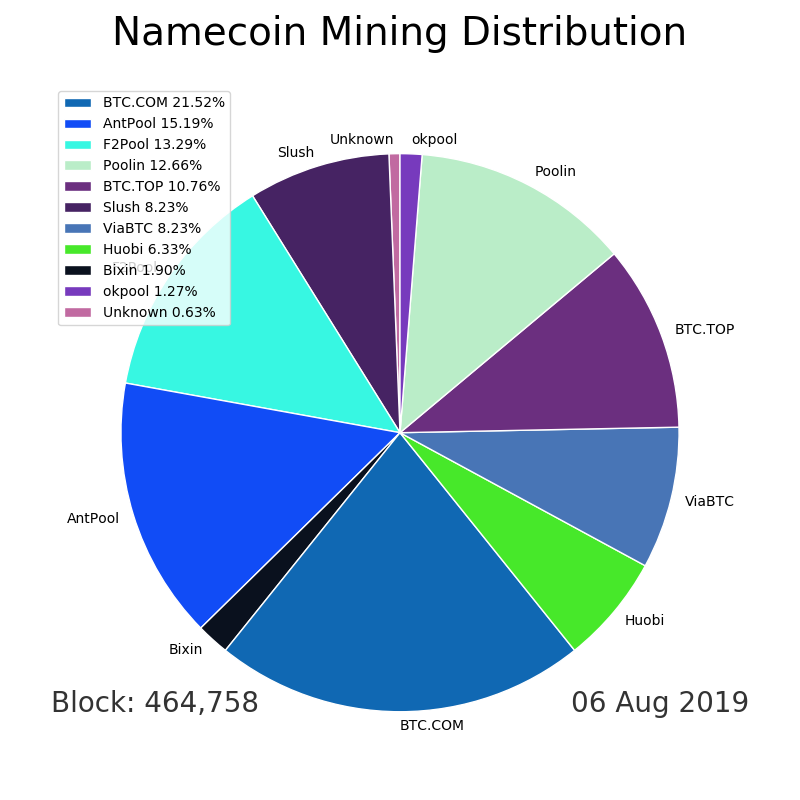 Namecoin Mining Distribution
BTC.COM 21.52%
AntPool 15.19%
F2Pool 13.29%
Poolin 12.66%
BTC.TOP 10.76%
Slush 8.23%
ViaBTC 8.23%
Huobi 6.33%
Bixin 1.90%
okpool 1.27%
Unknown 0.63%
Unknown
okpool
Slush
Poolin
F2Pool
BTC.TOP
ViaBTC
AntPool
Huobi
Bixin
BTC.COM
Block: 464,758
06 Aug 2019